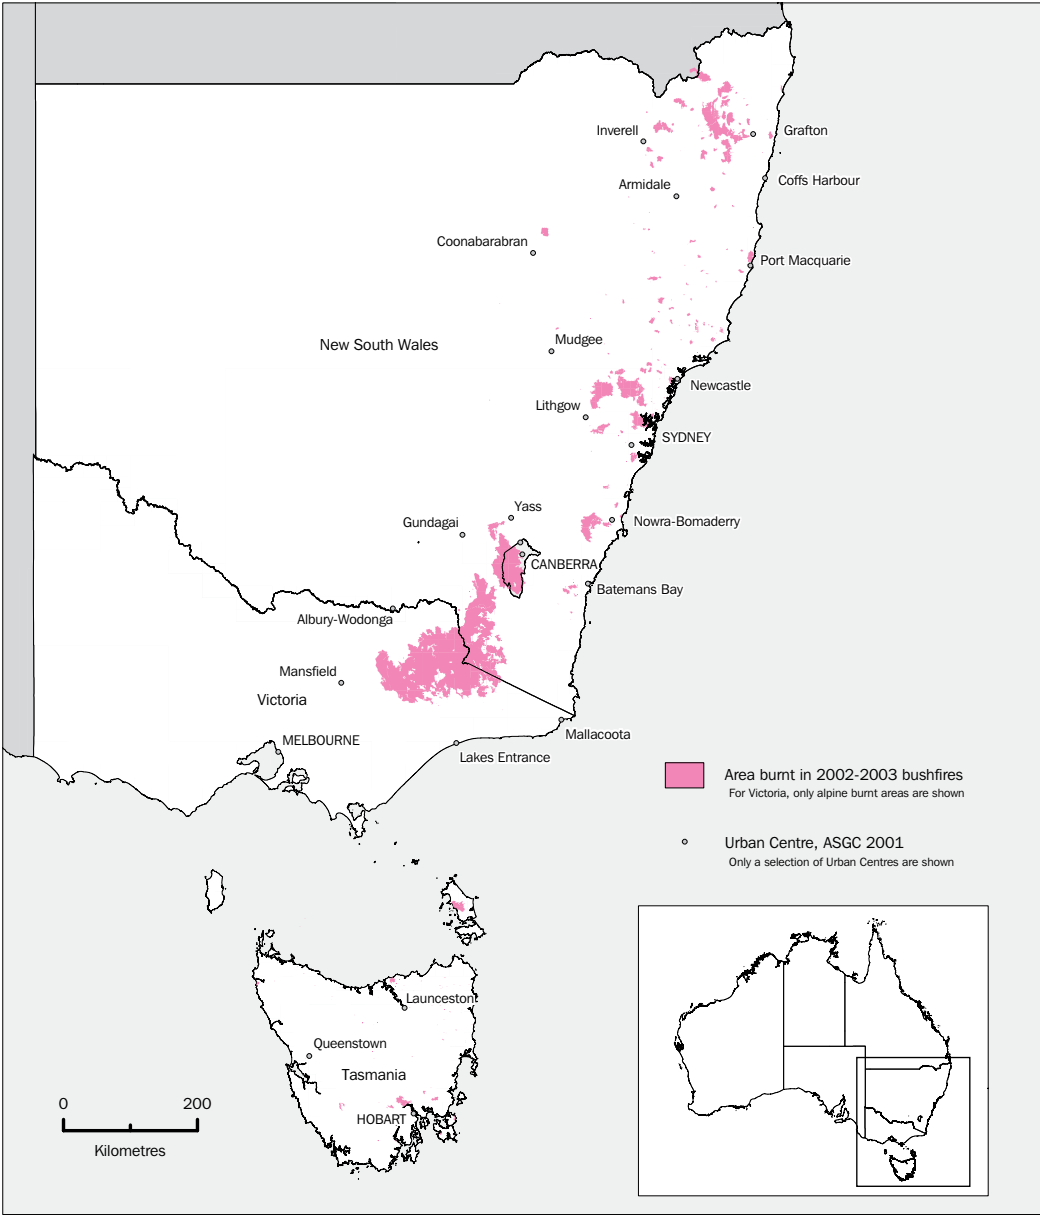 Inverell
Grafton
Armidale
Coffs Harbour
Coonabarabran
Port Macquarie
New South Wales
Mudgee
Newcastle
Lithgow
SYDNEY
Yass
Gundagai
Nowra-Bomaderry
CANBERRA
Batemans Bay
Albury-Wodonga
Mansfield
Victoria
Mallacoota
MELBOURNE
Lakes Entrance
Area burnt in 2002-2003 bushfires
For Victoria, only alpine burnt areas are shown
Urban Centre, ASGC 2001
Only a selection of Urban Centres are shown
Launceston
Queenstown
Tasmania
HOBART
0 200
Kilometres